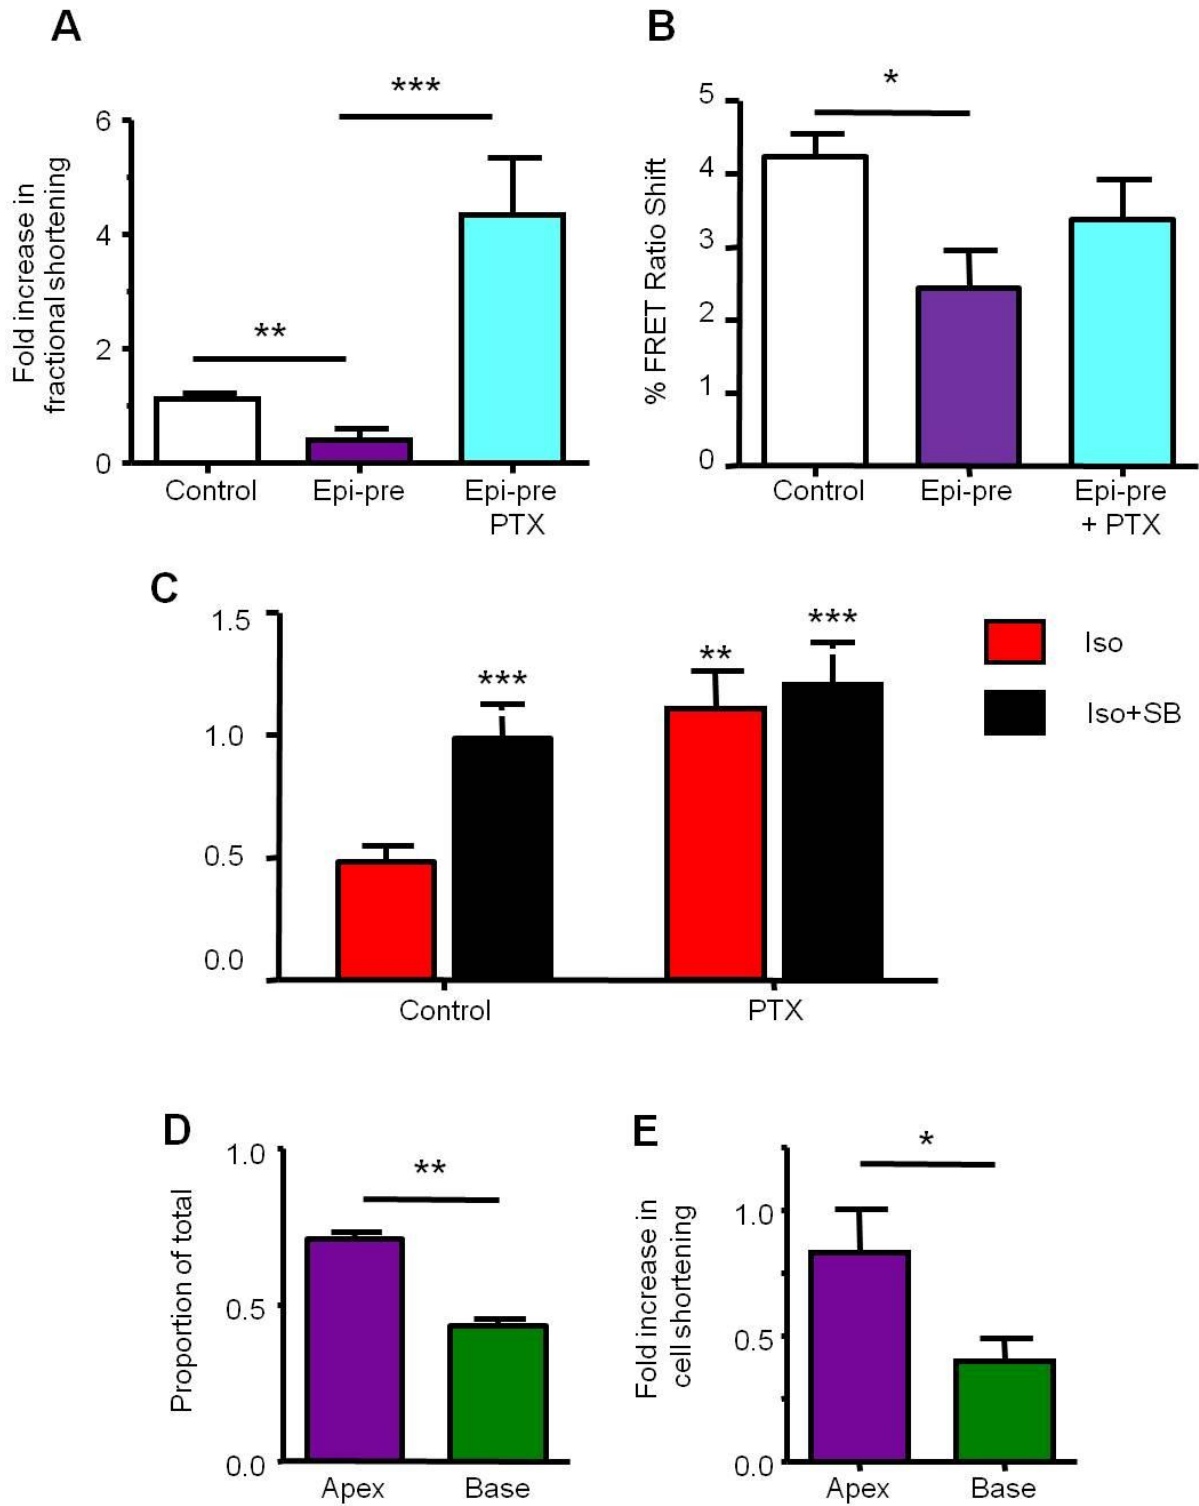 A
Fold increase in
fractional shortening
6
4
2
0
**
***
Control
Epi-pre
Epi-pre
PTX
B
% FRET Ratio Shift
5
4
3
2
1
0
*
Control
Epi-pre
Epi-pre
+ PTX
C
1.5
1.0
0.5
0.0
***
**
***
Control
PTX
Iso
Iso+SB
D
Proportion of total
1.0
0.5
0.0
**
Apex
Base
E
Fold increase in
cell shortening
1.0
0.5
0.0
*
Apex
Base